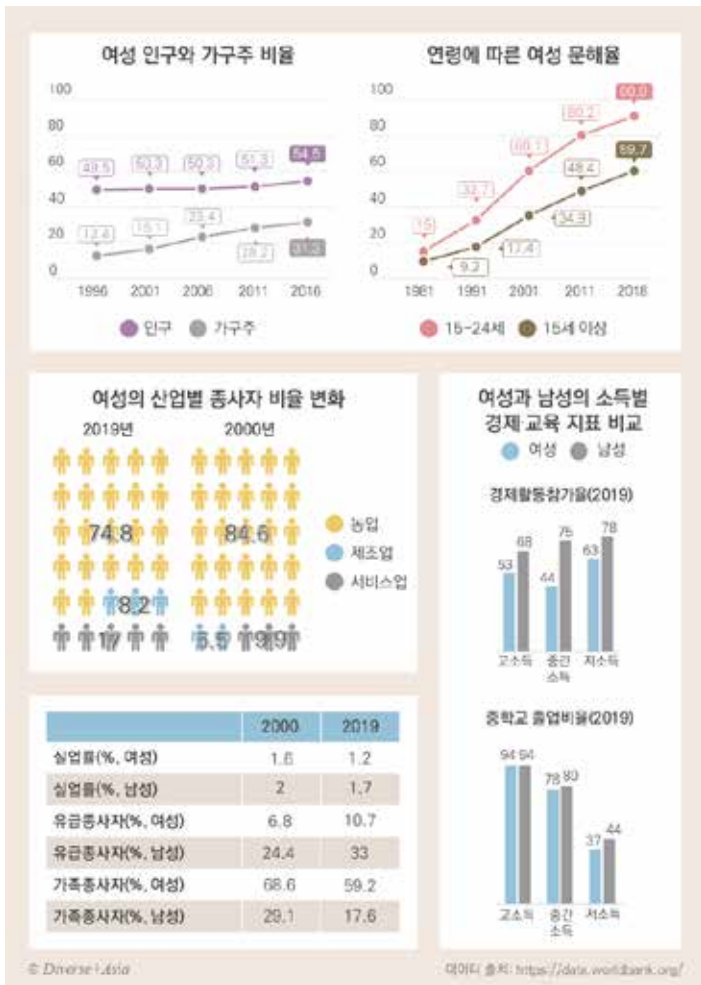 여성 인구와 가구주 비율
100
80
60
40
20
0
49.5
50.3
50.3
51.3
54.5
12.4
15.1
23.4
28.2
31.3
1996
2001
2006
2011
2016
인구
가구주
연령에 따른 여성 문해율
100
80
60
40
20
0
15
32.7
80.2
9.2
17.4
34.9
48.4
59.7
1981
1991
2001
2011
2018
15-24세
15세 이상
여성의 산업별 종사자 비율 변화
2019년
2000년
74.8
84.6
8.2
17
5.5
9.9
농업
제조업
서비스업
여성과 남성의 소득별
경제·교육 지표 비교
여성
남성
경제활동참가율(2019)
53
68
44
75
63
78
고소득
중간
소득
저소득
중학교 졸업비율(2019)
94
94
78
80
37
44
고소득
중간
소득
저소득
2000 2019
실업률(%, 여성) 1.6 1.2
실업률(%, 남성) 2 1.7
유급종사자(%, 여성) 6.8 10.7
유급종사자(%, 남성) 24.4 33
가족종사자(%, 여성) 68.6 59.2
가족종사자(%, 남성) 29.1 17.6
© Diverse+Asia
데이터 출처: https://data.worldbank.org/